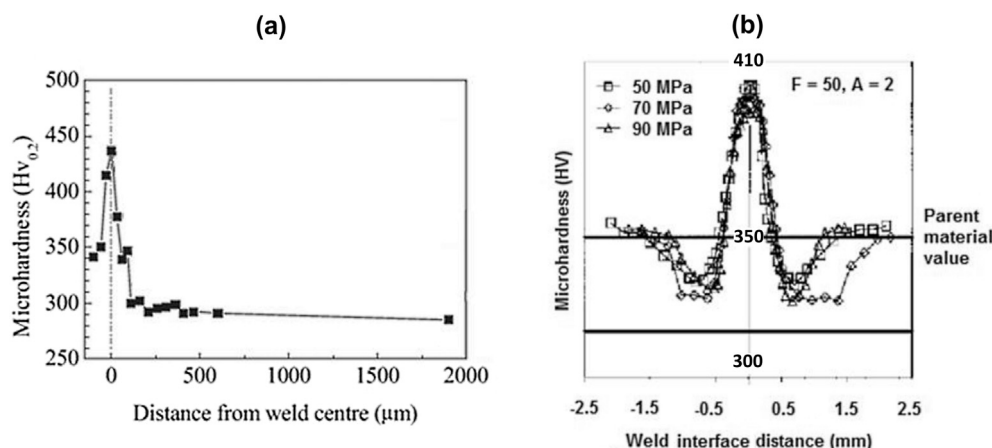 (a)
500
450
400
350
300
250
Microhardness (Hv0.2)
0
500
1000
1500
2000
Distance from weld centre (µm)
(b)
410
50 MPa
70 MPa
90 MPa
F = 50, A = 2
350
300
Microhardness (HV)
Parent
material
value
-2.5
-1.5
-0.5
0.5
1.5
2.5
Weld interface distance (mm)